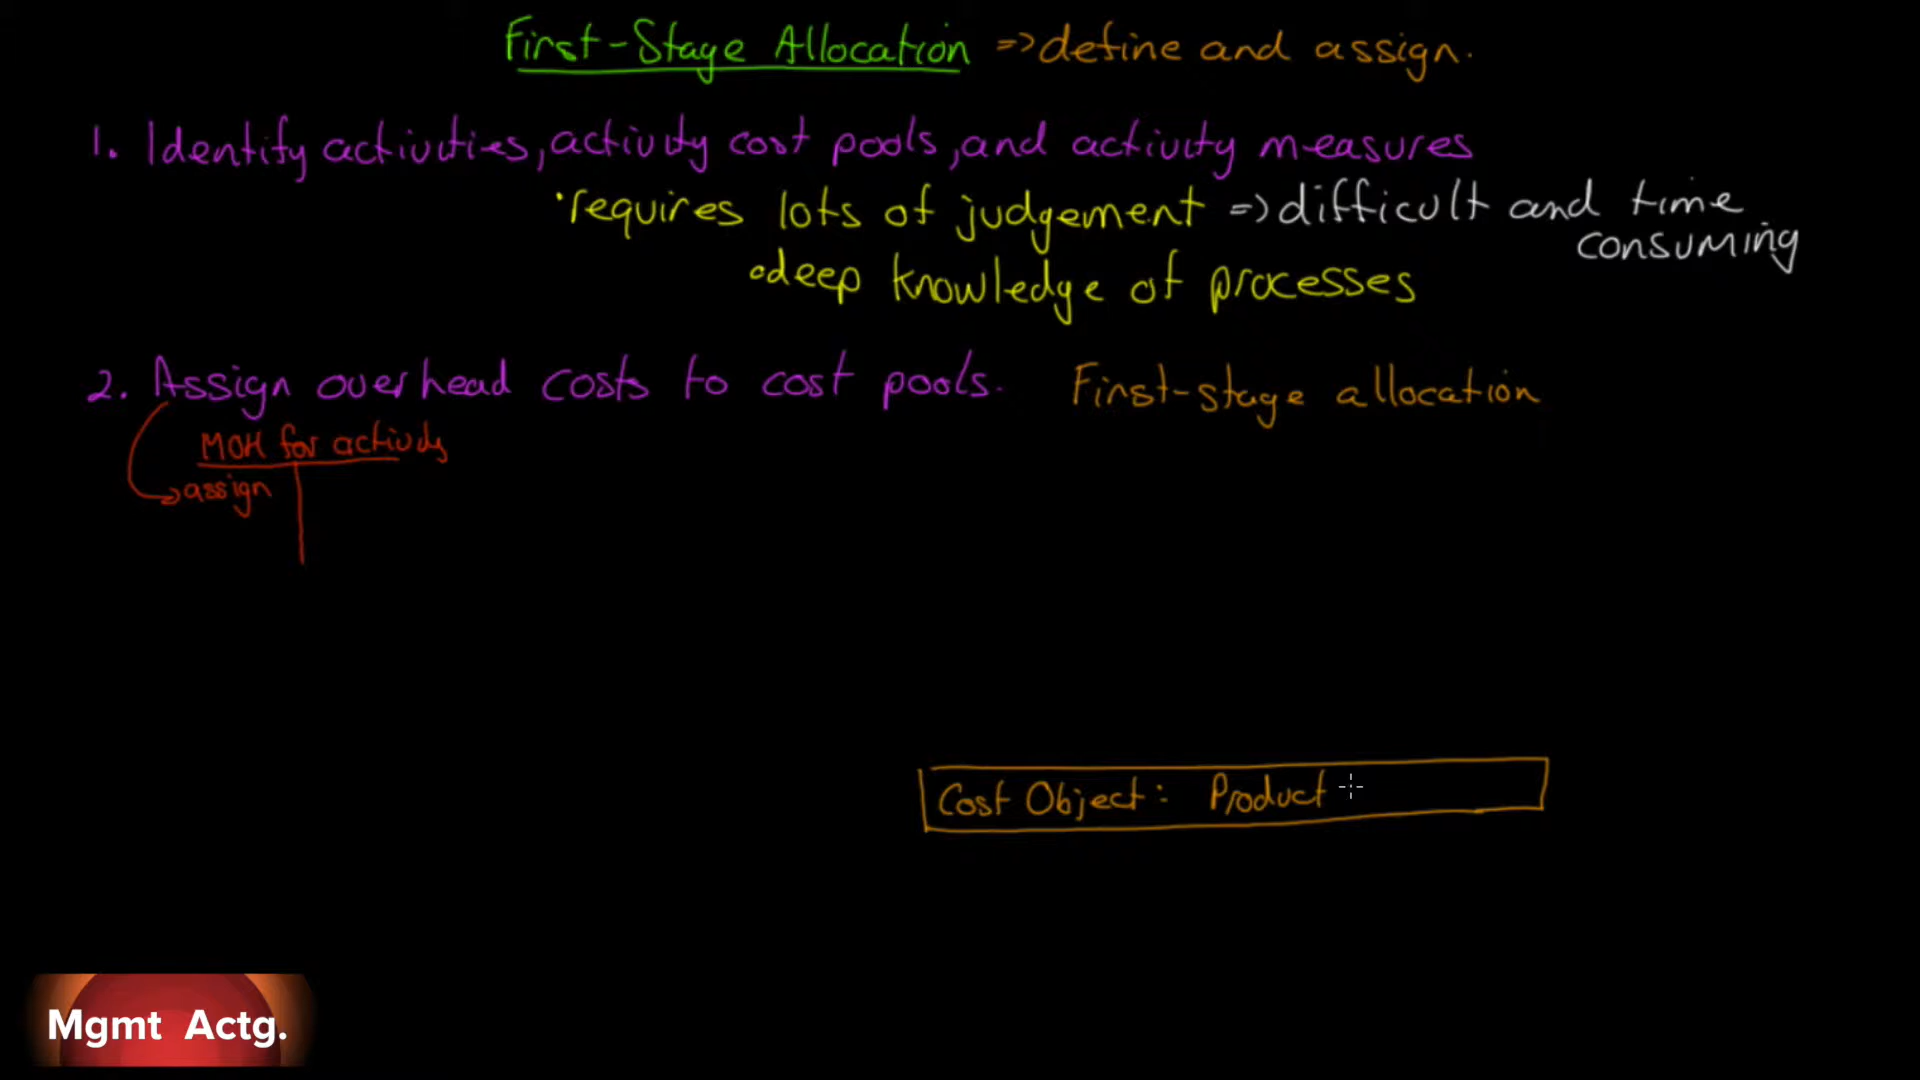 First-Stage Allocation => define and assign.
1. Identify activities, activity cost pools, and activity measures
• requires lots of judgement => difficult and time
consuming
• deep knowledge of processes
2. Assign overhead costs to cost pools. First-stage allocation
MOH for activity
assign
Cost Object: Product
Mgmt Actg.